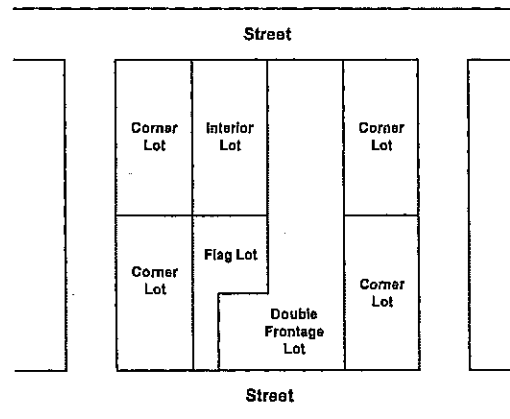 Street
Corner
Lot
Interior
Lot
Corner
Lot
Corner
Lot
Flag Lot
Double
Frontage
Lot
Corner
Lot
Street